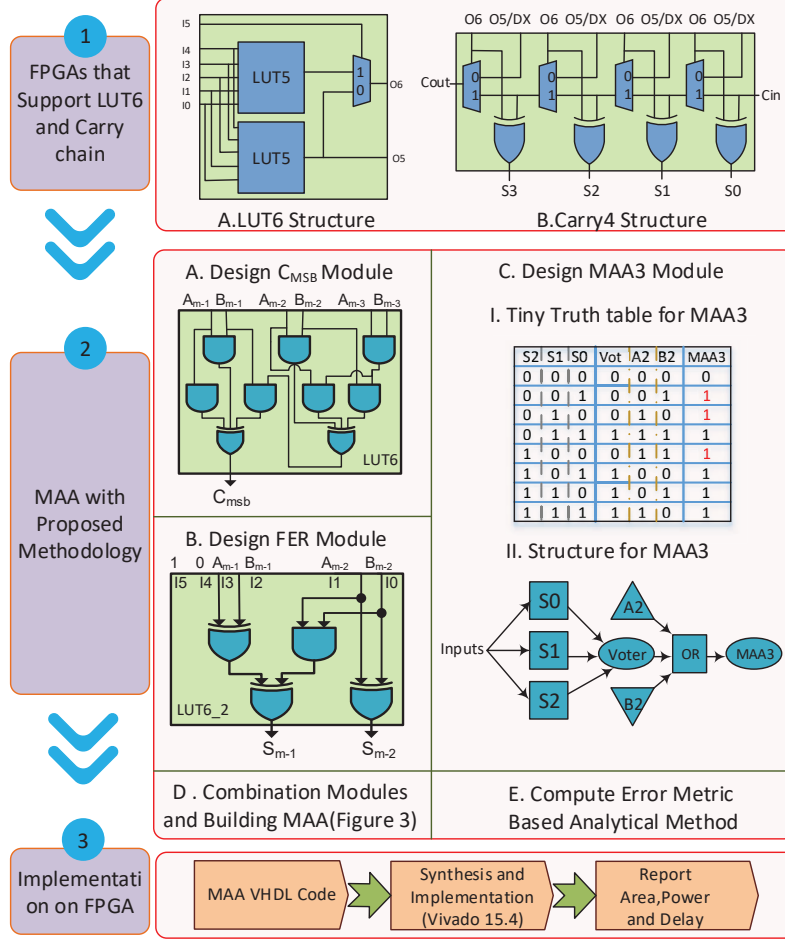 1
FPGAs that
Support LUT6
and Carry
chain
I5
I4
I3
I2
I1
I0
LUT5
LUT5
1
0
O6
O5
A.LUT6 Structure
O6 O5/DX O6 O5/DX O6 O5/DX O6 O5/DX
Cout
0
1
0
1
0
1
0
1
Cin
S3 S2 S1 S0
B.Carry4 Structure
2
MAA with
Proposed
Methodology
A. Design CMSB Module
Am-1 Bm-1 Am-2 Bm-2 Am-3 Bm-3
LUT6
Cmsb
B. Design FER Module
1 0 Am-1 Bm-1 Am-2 Bm-2
I5 I4 I3 I2 I1 I0
LUT6_2
Sm-1 Sm-2
C. Design MAA3 Module
I. Tiny Truth table for MAA3
S2 S1 S0 Vot A2 B2 MAA3
0 0 0 0 0 0 0
0 0 1 0 0 1 1
0 1 0 0 1 0 1
0 1 1 1 1 1 1
1 0 0 0 1 1 1
1 0 1 1 0 0 1
1 1 0 1 0 1 1
1 1 1 1 1 0 1
II. Structure for MAA3
Inputs
S0
S1
S2
A2
Voter
B2
OR
MAA3
D . Combination Modules
and Building MAA(Figure 3)
E. Compute Error Metric
Based Analytical Method
3
Implementati
on on FPGA
MAA VHDL Code
Synthesis and
Implementation
(Vivado 15.4)
Report
Area,Power
and Delay